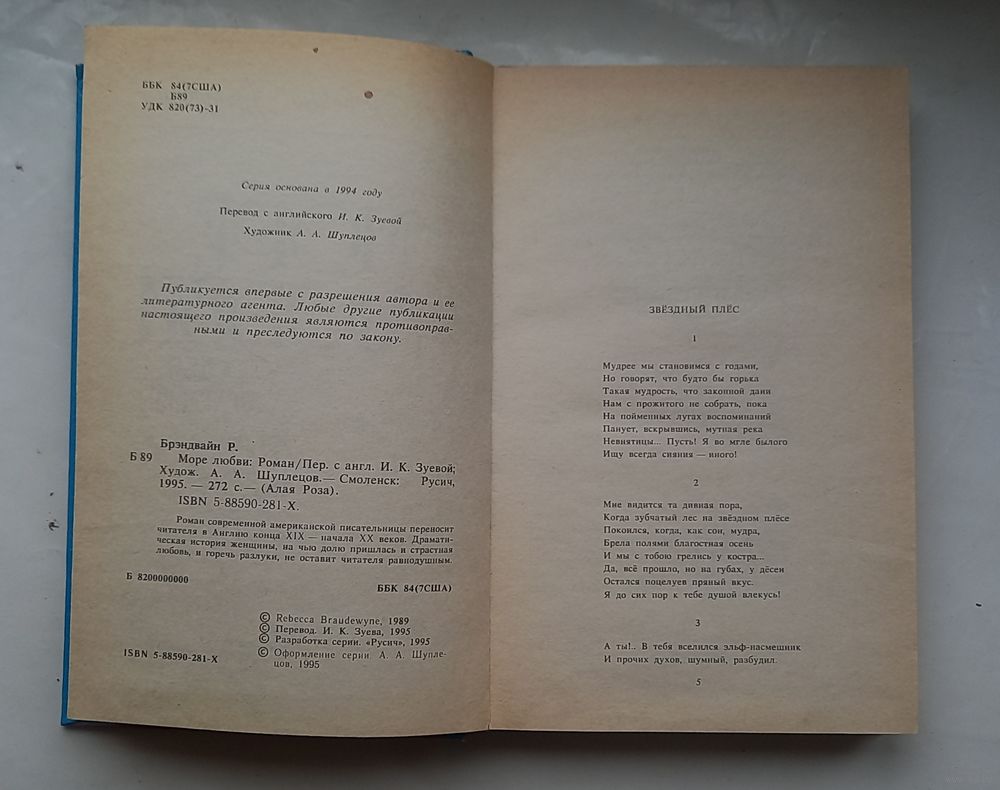 ББК 84(7США)
Б89
УДК 820(73)-31
Серия основана в 1994 году
Перевод с английского И. К. Зуевой
Художник А. А. Шуплецов
Публикуется впервые с разрешения автора и ее
литературного агента. Любые другие публикации
настоящего произведения являются противоправ-
ными и преследуются по закону.
Брэндвайн Р.
Б 89 Море любви: Роман/Пер. с англ. И. К. Зуевой;
Худож. А. А. Шуплецов.— Смоленск: Русич,
1995. — 272 с.— (Алая Роза).
ISBN 5-88590-281-X.
Роман современной американской писательницы переносит
читателя в Англию конца XIX — начала XX веков. Драмати-
ческая история женщины, на чью долю пришлась и страстная
любовь, и горечь разлуки, не оставит читателя равнодушным.
Б 8200000000
ББК 84(7США)
© Rebecca Braudewyne, 1989
© Перевод. И. К. Зуева, 1995
© Разработка серии. «Русич», 1995
© Оформление серии. А. А. Шупле-
цов, 1995
ISBN 5-88590-281-X
ЗВЁЗДНЫЙ ПЛЁС
1
Мудрее мы становимся с годами,
Но говорят, что будто бы горька
Такая мудрость, что законной дани
Нам с прожитого не собрать, пока
На пойменных лугах воспоминаний
Панует, вскрывшись, мутная река
Невнятицы... Пусть! Я во мгле былого
Ищу всегда сияния — иного!
2
Мне видится та дивная пора,
Когда зубчатый лес на звёздном плёсе
Покоился, когда, как сон, мудра,
Брела полями благостная осень
И мы с тобою грелись у костра...
Да, всё прошло, но на губах, у дёсен
Остался поцелуев пряный вкус.
Я до сих пор к тебе душой влекусь!
3
А ты!.. В тебя вселился эльф-насмешник
И прочих духов, шумный, разбудил.
5